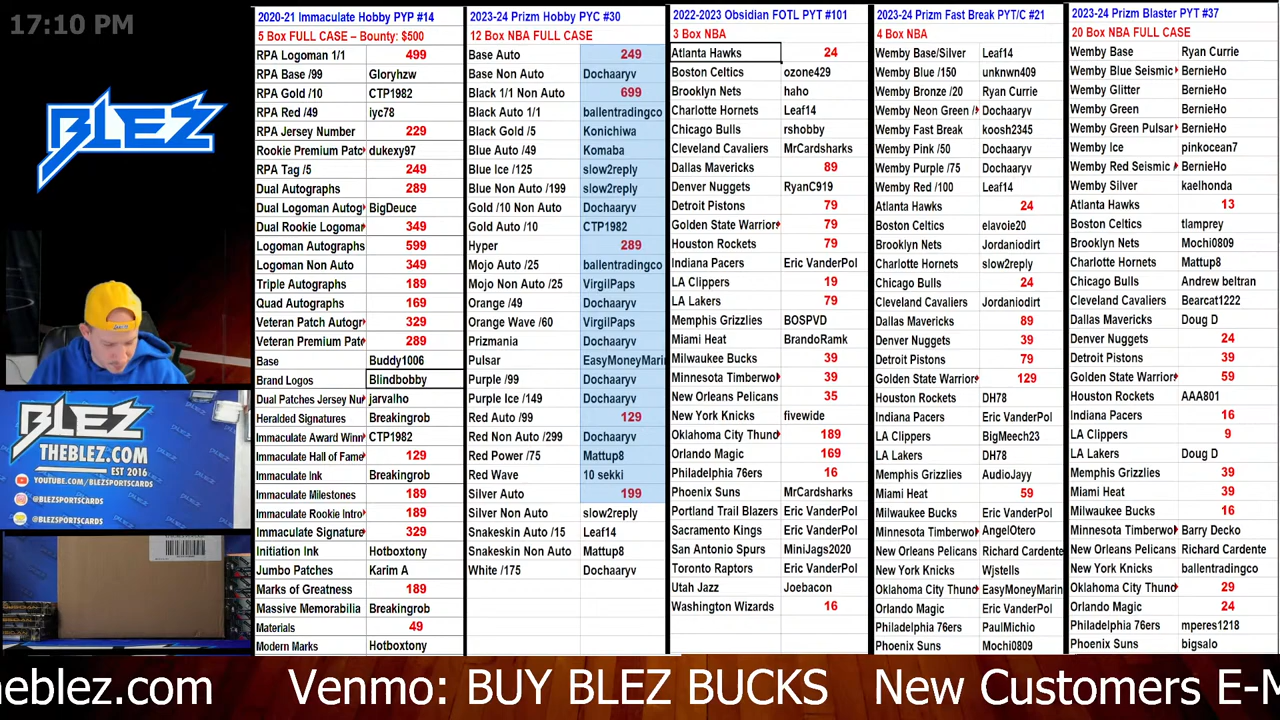 17:10 PM
BLEZ
BLEZ
THEBLEZ.COM
EST 2016
YOUTUBE.COM/BLEZSPORTSCARDS
@BLEZSPORTSCARDS
@BLEZSPORTSCARDS
2020-21 Immaculate Hobby PYP #14
5 Box FULL CASE – Bounty: $500
RPA Logoman 1/1 499
RPA Base /99 Gloryhzw
RPA Gold /10 CTP1982
RPA Red /49 iyc78
RPA Jersey Number 229
Rookie Premium Patc dukexy97
RPA Tag /5 249
Dual Autographs 289
Dual Logoman Autog BigDeuce
Dual Rookie Logoma 349
Logoman Autographs 599
Logoman Non Auto 349
Triple Autographs 189
Quad Autographs 169
Veteran Patch Autogr 329
Veteran Premium Pat 289
Base Buddy1006
Brand Logos Blindbobby
Dual Patches Jersey Nu jarvalho
Heralded Signatures Breakingrob
Immaculate Award Winn CTP1982
Immaculate Hall of Fame 129
Immaculate Ink Breakingrob
Immaculate Milestones 189
Immaculate Rookie Intro 189
Immaculate Signature 329
Initiation Ink Hotboxtony
Jumbo Patches Karim A
Marks of Greatness 189
Massive Memorabilia Breakingrob
Materials 49
Modern Marks Hotboxtony
2023-24 Prizm Hobby PYC #30
12 Box NBA FULL CASE
Base Auto 249
Base Non Auto Dochaaryv
Black 1/1 Non Auto 699
Black Auto 1/1 ballentradingco
Black Gold /5 Konichiwa
Blue Auto /49 Komaba
Blue Ice /125 slow2reply
Blue Non Auto /199 slow2reply
Gold /10 Non Auto Dochaaryv
Gold Auto /10 CTP1982
Hyper 289
Mojo Auto /25 ballentradingco
Mojo Non Auto /25 VirgilPaps
Orange /49 Dochaaryv
Orange Wave /60 VirgilPaps
Prizmania Dochaaryv
Pulsar EasyMoneyMarin
Purple /99 Dochaaryv
Purple Ice /149 Dochaaryv
Red Auto /99 129
Red Non Auto /299 Dochaaryv
Red Power /75 Mattup8
Red Wave 10 sekki
Silver Auto 199
Silver Non Auto slow2reply
Snakeskin Auto /15 Leaf14
Snakeskin Non Auto Mattup8
White /175 Dochaaryv
2022-2023 Obsidian FOTL PYT #101
3 Box NBA
Atlanta Hawks 24
Boston Celtics ozone429
Brooklyn Nets haho
Charlotte Hornets Leaf14
Chicago Bulls rshobby
Cleveland Cavaliers MrCardsharks
Dallas Mavericks 89
Denver Nuggets RyanC919
Detroit Pistons 79
Golden State Warriors 79
Houston Rockets 79
Indiana Pacers Eric VanderPol
LA Clippers 19
LA Lakers 79
Memphis Grizzlies BOSPVD
Miami Heat BrandoRamk
Milwaukee Bucks 39
Minnesota Timberwo 39
New Orleans Pelicans 35
New York Knicks fivewide
Oklahoma City Thund 189
Orlando Magic 169
Philadelphia 76ers 16
Phoenix Suns MrCardsharks
Portland Trail Blazers Eric VanderPol
Sacramento Kings Eric VanderPol
San Antonio Spurs MiniJags2020
Toronto Raptors Eric VanderPol
Utah Jazz Joebacon
Washington Wizards 16
2023-24 Prizm Fast Break PYT/C #21
4 Box NBA
Wemby Base/Silver Leaf14
Wemby Blue /150 unknwn409
Wemby Bronze /20 Ryan Currie
Wemby Neon Green / Dochaaryv
Wemby Fast Break koosh2345
Wemby Pink /50 Dochaaryv
Wemby Purple /75 Dochaaryv
Wemby Red /100 Leaf14
Atlanta Hawks 24
Boston Celtics elavoie20
Brooklyn Nets Jordaniodirt
Charlotte Hornets slow2reply
Chicago Bulls 24
Cleveland Cavaliers Jordaniodirt
Dallas Mavericks 89
Denver Nuggets 39
Detroit Pistons 79
Golden State Warrior 129
Houston Rockets DH78
Indiana Pacers Eric VanderPol
LA Clippers BigMeech23
LA Lakers DH78
Memphis Grizzlies AudioJayy
Miami Heat 59
Milwaukee Bucks Eric VanderPol
Minnesota Timberwo AngelOtero
New Orleans Pelicans Richard Cardente
New York Knicks Wjstells
Oklahoma City Thun EasyMoneyMarin
Orlando Magic Eric VanderPol
Philadelphia 76ers PaulMichio
Phoenix Suns Mochi0809
2023-24 Prizm Blaster PYT #37
20 Box NBA FULL CASE
Wemby Base Ryan Currie
Wemby Blue Seismic BernieHo
Wemby Glitter BernieHo
Wemby Green BernieHo
Wemby Green Pulsar BernieHo
Wemby Ice pinkocean7
Wemby Red Seismic BernieHo
Wemby Silver kaelhonda
Atlanta Hawks 13
Boston Celtics tlamprey
Brooklyn Nets Mochi0809
Charlotte Hornets Mattup8
Chicago Bulls Andrew beltran
Cleveland Cavaliers Bearcat1222
Dallas Mavericks Doug D
Denver Nuggets 24
Detroit Pistons 39
Golden State Warrior 59
Houston Rockets AAA801
Indiana Pacers 16
LA Clippers 9
LA Lakers Doug D
Memphis Grizzlies 39
Miami Heat 39
Milwaukee Bucks 16
Minnesota Timberwo Barry Decko
New Orleans Pelicans Richard Cardente
New York Knicks ballentradingco
Oklahoma City Thund 29
Orlando Magic 24
Philadelphia 76ers mperes1218
Phoenix Suns bigsalo
heblez.com Venmo: BUY BLEZ BUCKS New Customers E-M